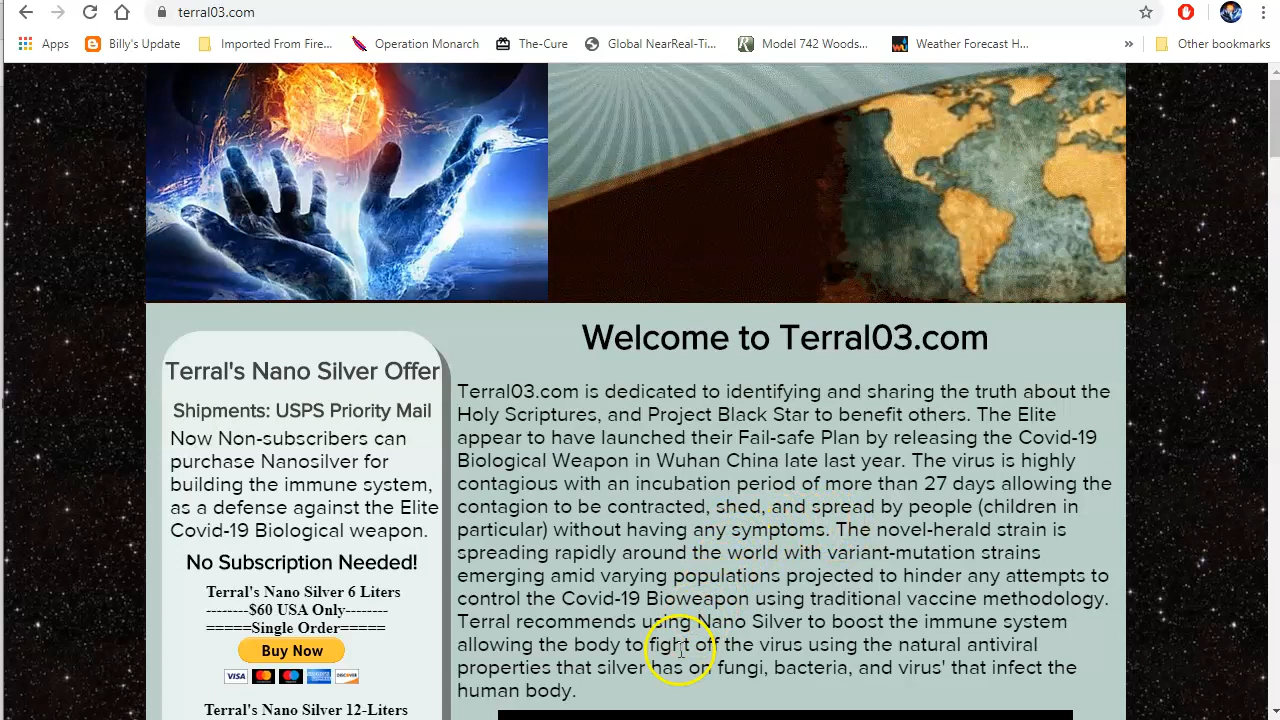 terral03.com
Apps
Billy's Update
Imported From Fire...
Operation Monarch
The-Cure
Global NearReal-Ti...
Model 742 Woods...
Weather Forecast H...
»
Other bookmarks
Welcome to Terral03.com
Terral's Nano Silver Offer
Shipments: USPS Priority Mail
Now Non-subscribers can
purchase Nanosilver for
building the immune system,
as a defense against the Elite
Covid-19 Biological weapon.
No Subscription Needed!
Terral's Nano Silver 6 Liters
--------$60 USA Only--------
=====Single Order=====
Buy Now
VISA
DISCOVER
Terral's Nano Silver 12-Liters
Terral03.com is dedicated to identifying and sharing the truth about the
Holy Scriptures, and Project Black Star to benefit others. The Elite
appear to have launched their Fail-safe Plan by releasing the Covid-19
Biological Weapon in Wuhan China late last year. The virus is highly
contagious with an incubation period of more than 27 days allowing the
contagion to be contracted, shed, and spread by people (children in
particular) without having any symptoms. The novel-herald strain is
spreading rapidly around the world with variant-mutation strains
emerging amid varying populations projected to hinder any attempts to
control the Covid-19 Bioweapon using traditional vaccine methodology.
Terral recommends using Nano Silver to boost the immune system
allowing the body to fight off the virus using the natural antiviral
properties that silver has on fungi, bacteria, and virus' that infect the
human body.